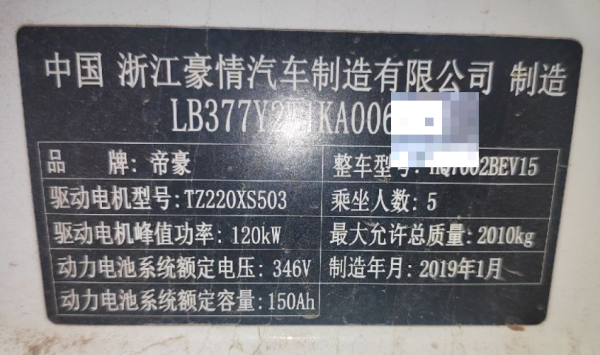 中国 浙江豪情汽车制造有限公司 制造
LB377Y2 1KA006
品 牌: 帝豪
整车型号: HQ7002BEV15
驱动电机型号: TZ220XS503
乘坐人数: 5
驱动电机峰值功率: 120kW
最大允许总质量: 2010kg
动力电池系统额定电压: 346V
制造年月: 2019年1月
动力电池系统额定容量: 150Ah